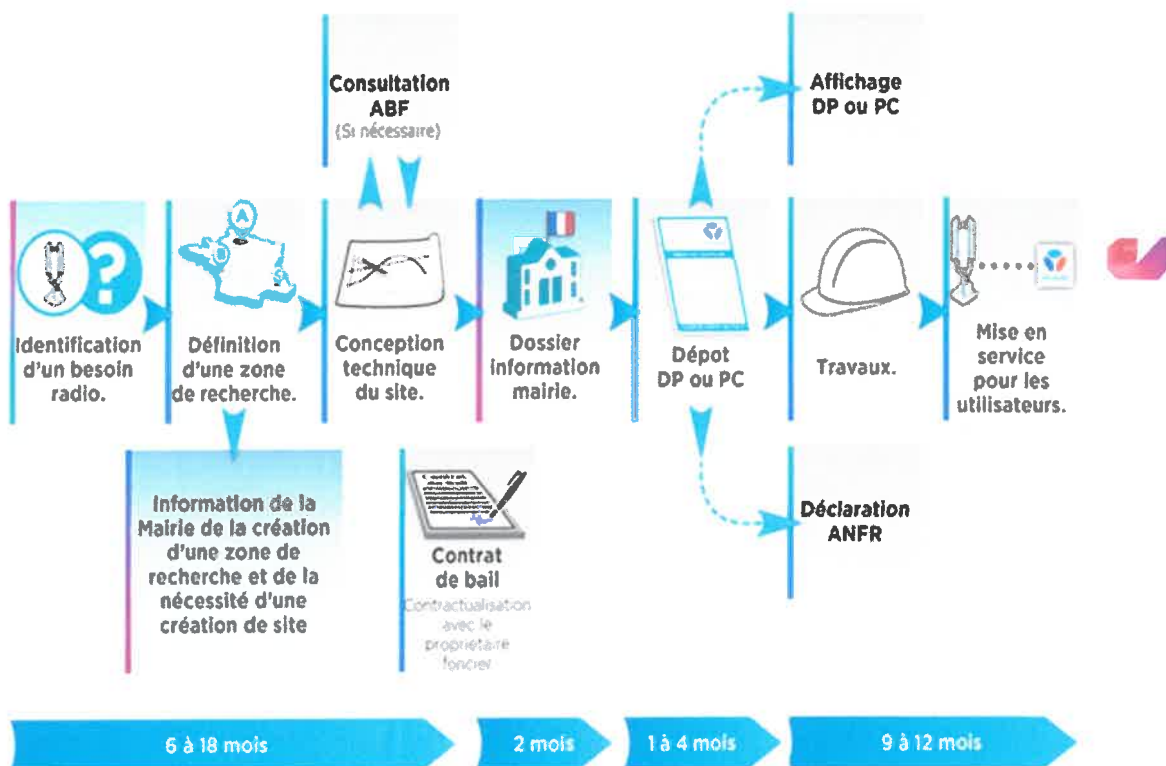 Consultation
ABF
(Si nécessaire)
Affichage
DP ou PC
A
Identification
d'un besoin
radio.
Définition
d'une zone
de recherche.
Conception
technique
du site.
Dossier
information
mairie.
Dépot
DP ou PC
Travaux.
Mise en
service
pour les
utilisateurs.
Information de la
Mairie de la création
d'une zone de
recherche et de la
nécessité d'une
création de site
Contrat
de bail
Contractualisation
avec le
propriétaire
foncier
Déclaration
ANFR
6 à 18 mois
2 mois
1 à 4 mois
9 à 12 mois